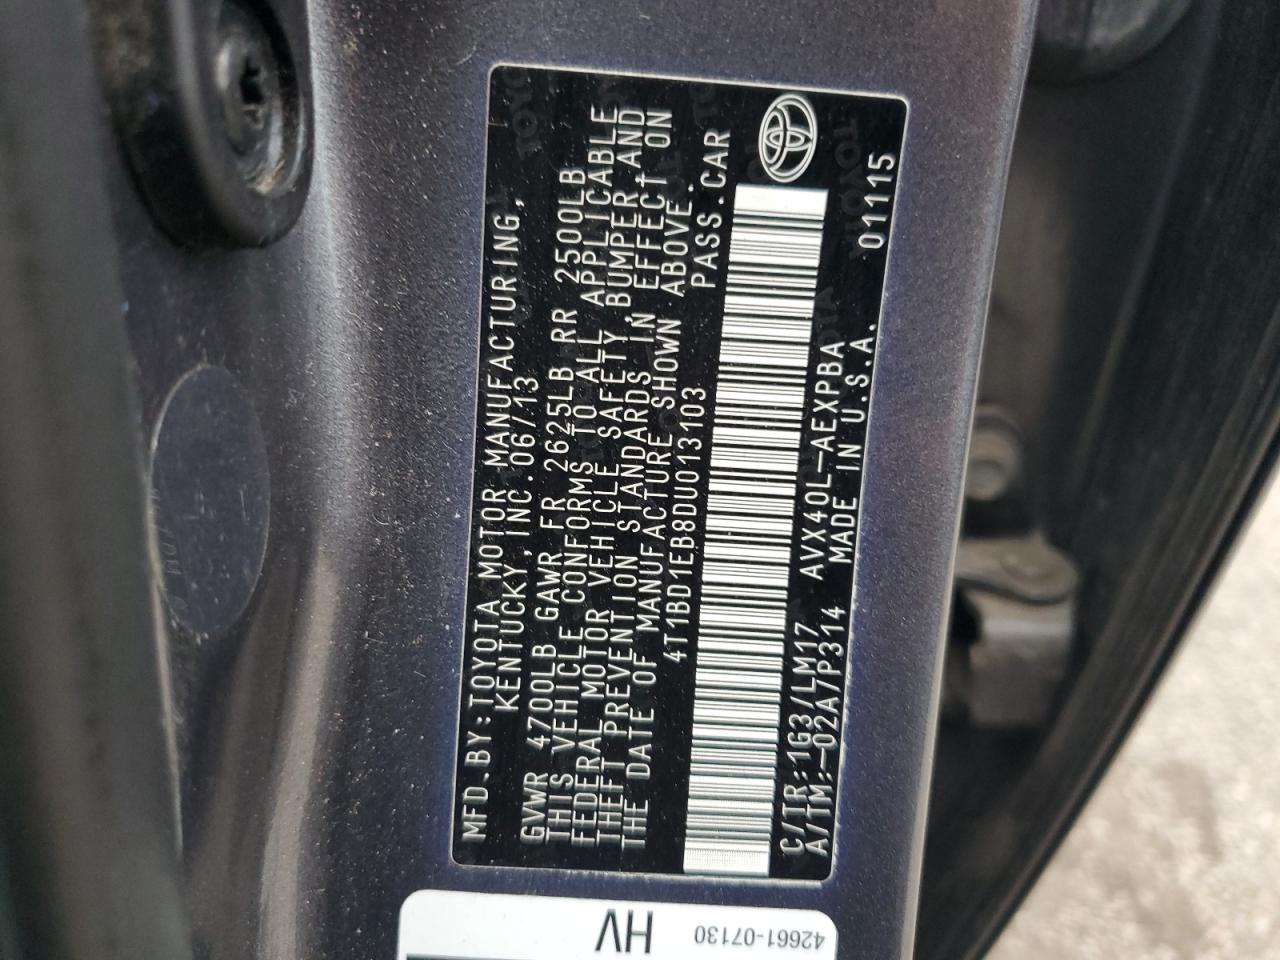 MFD.BY:TOYOTA MOTOR MANUFACTURING,
KENTUCKY, INC. 06/13
GVWR 4700LB GAWR FR 2625LB RR 2500LB
THIS VEHICLE CONFORMS TO ALL APPLICABLE
FEDERAL MOTOR VEHICLE SAFETY, BUMPER, AND
THEFT PREVENTION STANDARDS IN EFFECT ON
THE DATE OF MANUFACTURE SHOWN ABOVE.
4T1BD1EB8DU013103 PASS.CAR
C/TR:1G3/LM17 AVX40L-AEXPBA
A/TM:-02A/P314 MADE IN U.S.A. 01115
HV
42661-07130